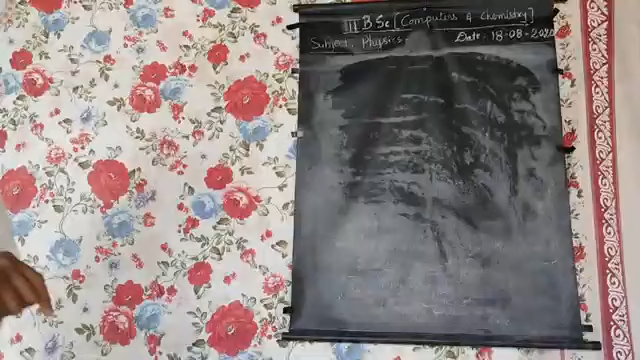 III B.Sc [Computers & Chemistry]
Subject: Physics- Date: 18-08-2020